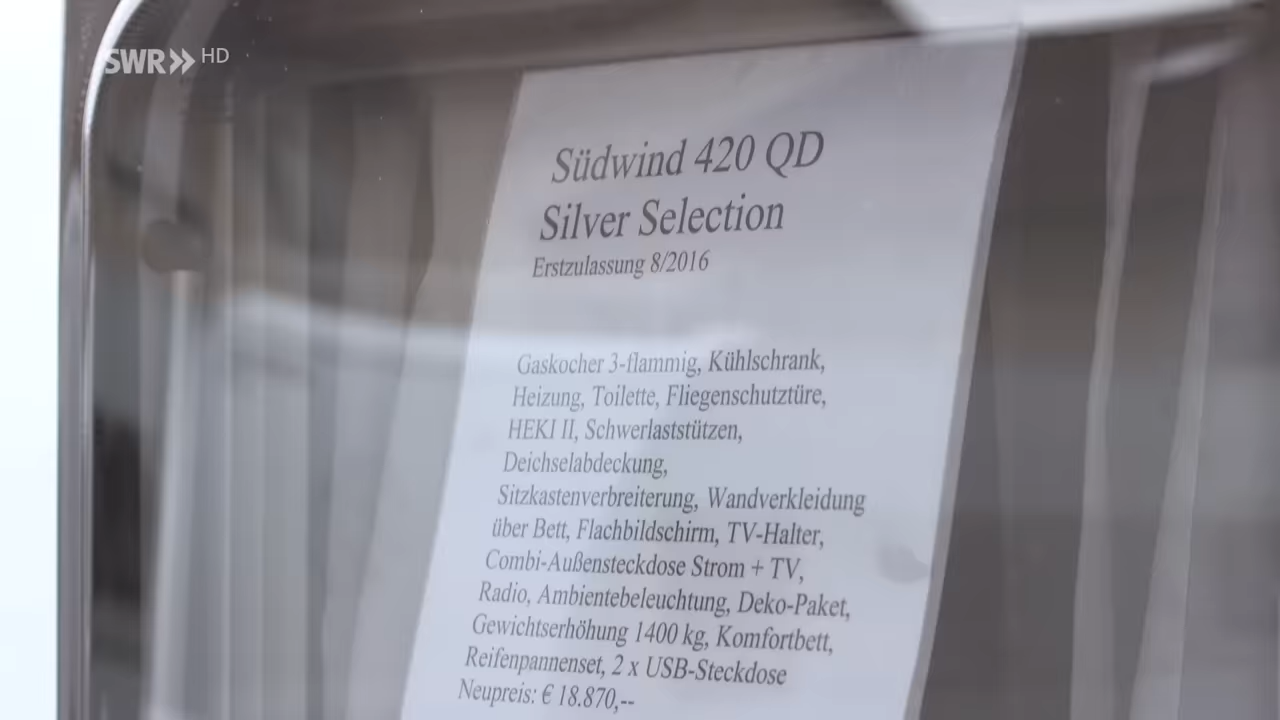 SWR HD
Südwind 420 QD
Silver Selection
Erstzulassung 8/2016
Gaskocher 3-flammig, Kühlschrank,
Heizung, Toilette, Fliegenschutztüre,
HEKI II, Schwerlaststützen,
Deichselabdeckung,
Sitzkastenverbreiterung, Wandverkleidung
über Bett, Flachbildschirm, TV-Halter,
Combi-Außensteckdose Strom + TV,
Radio, Ambientebeleuchtung, Deko-Paket,
Gewichtserhöhung 1400 kg, Komfortbett,
Reifenpannenset, 2 x USB-Steckdose
Neupreis: € 18.870,--